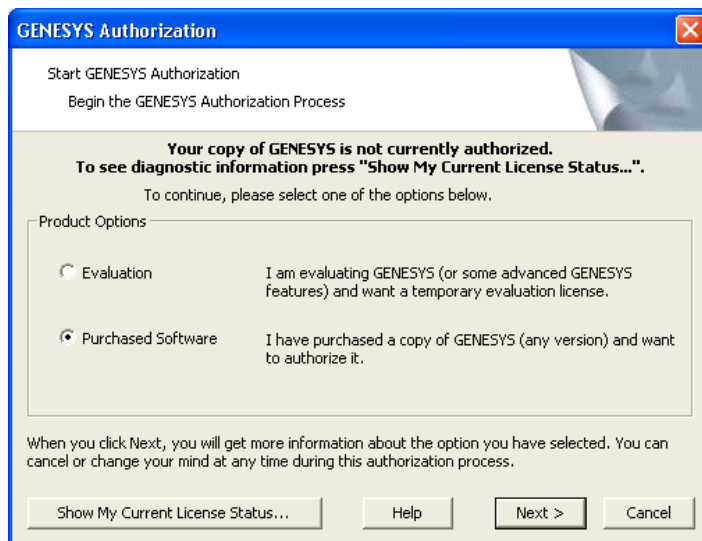 GENESYS Authorization
Start GENESYS Authorization
Begin the GENESYS Authorization Process
Your copy of GENESYS is not currently authorized.
To see diagnostic information press "Show My Current License Status...".
To continue, please select one of the options below.
Product Options
Evaluation
I am evaluating GENESYS (or some advanced GENESYS
features) and want a temporary evaluation license.
Purchased Software
I have purchased a copy of GENESYS (any version) and want
to authorize it.
When you click Next, you will get more information about the option you have selected. You can
cancel or change your mind at any time during this authorization process.
Show My Current License Status...
Help
Next >
Cancel